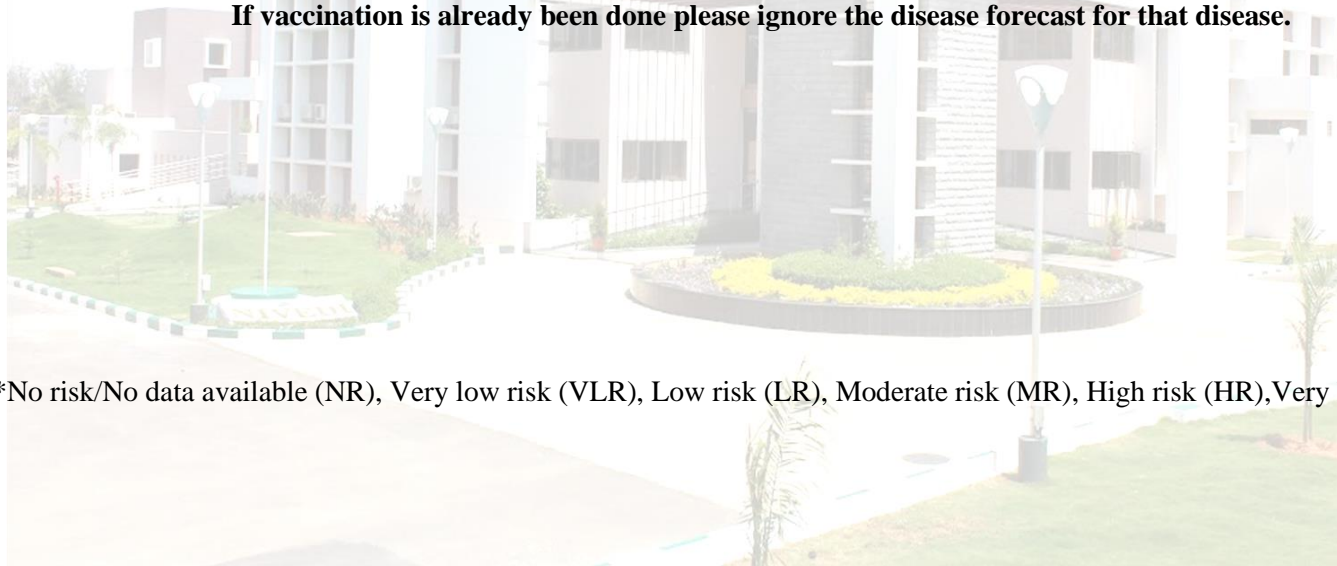 If vaccination is already been done please ignore the disease forecast for that disease.
NIVEDI
*No risk/No data available (NR), Very low risk (VLR), Low risk (LR), Moderate risk (MR), High risk (HR),Very